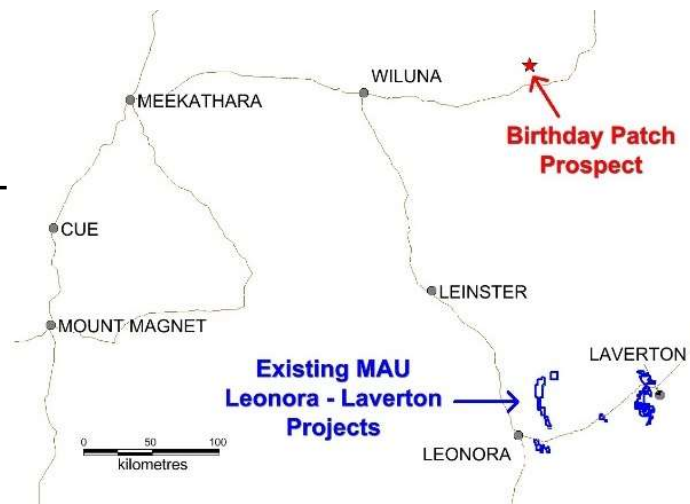 WILUNA
MEEKATHARA
Birthday Patch
Prospect
CUE
LEINSTER
MOUNT MAGNET
LAVERTON
Existing MAU
Leonora - Laverton
Projects
LEONORA
0 50 100
kilometres